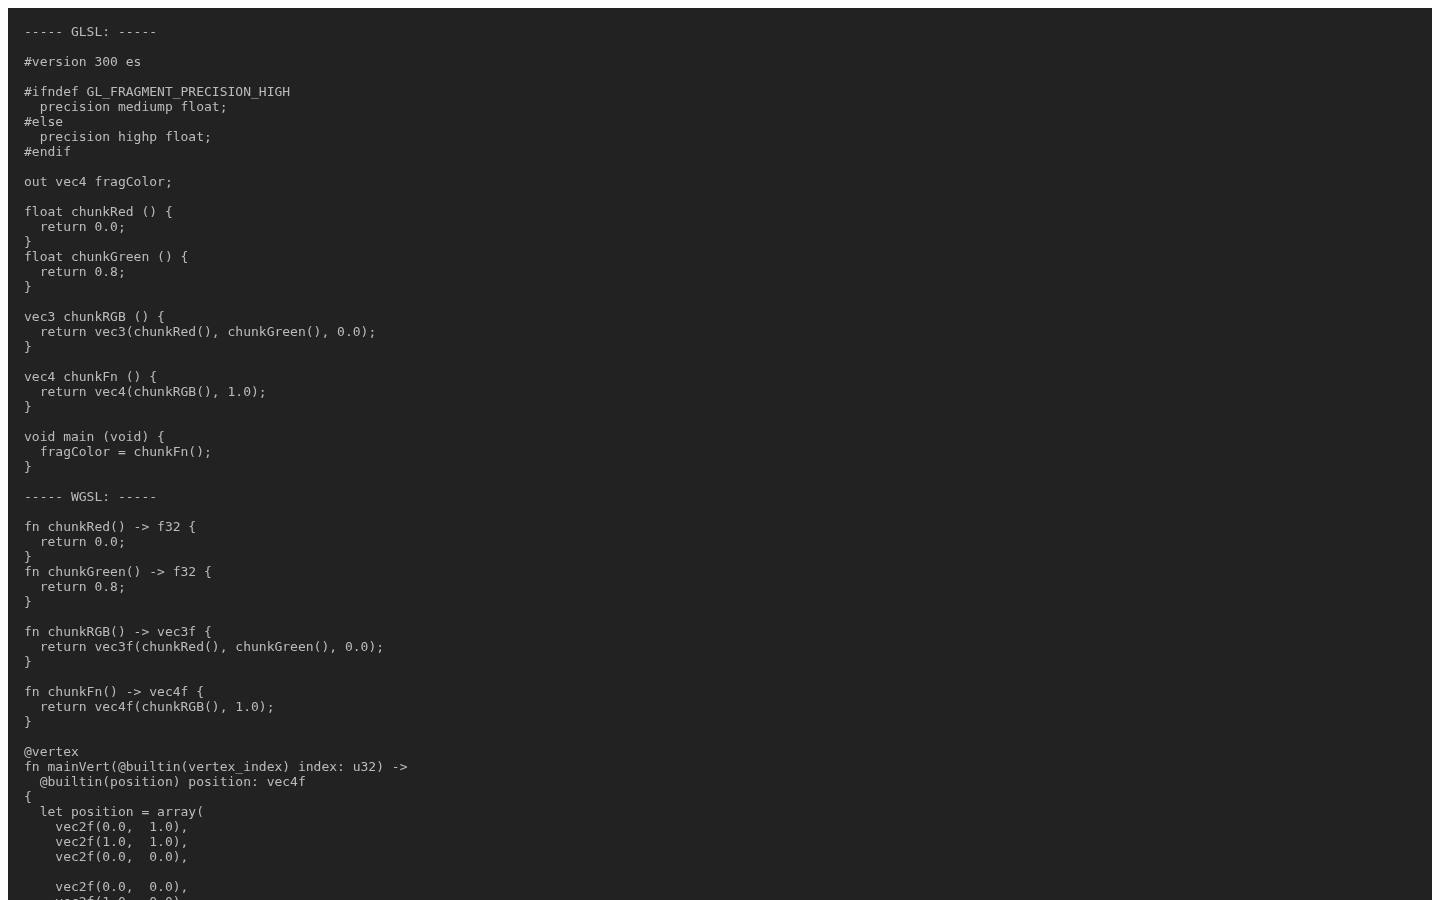 ----- GLSL: -----
#version 300 es
#ifndef GL_FRAGMENT_PRECISION_HIGH
  precision mediump float;
#else
  precision highp float;
#endif
out vec4 fragColor;
float chunkRed () {
  return 0.0;
}
float chunkGreen () {
  return 0.8;
}
vec3 chunkRGB () {
  return vec3(chunkRed(), chunkGreen(), 0.0);
}
vec4 chunkFn () {
  return vec4(chunkRGB(), 1.0);
}
void main (void) {
  fragColor = chunkFn();
}
----- WGSL: -----
fn chunkRed() -> f32 {
  return 0.0;
}
fn chunkGreen() -> f32 {
  return 0.8;
}
fn chunkRGB() -> vec3f {
  return vec3f(chunkRed(), chunkGreen(), 0.0);
}
fn chunkFn() -> vec4f {
  return vec4f(chunkRGB(), 1.0);
}
@vertex
fn mainVert(@builtin(vertex_index) index: u32) ->
  @builtin(position) position: vec4f
{
  let position = array(
    vec2f(0.0,  1.0),
    vec2f(1.0,  1.0),
    vec2f(0.0,  0.0),
    vec2f(0.0,  0.0),